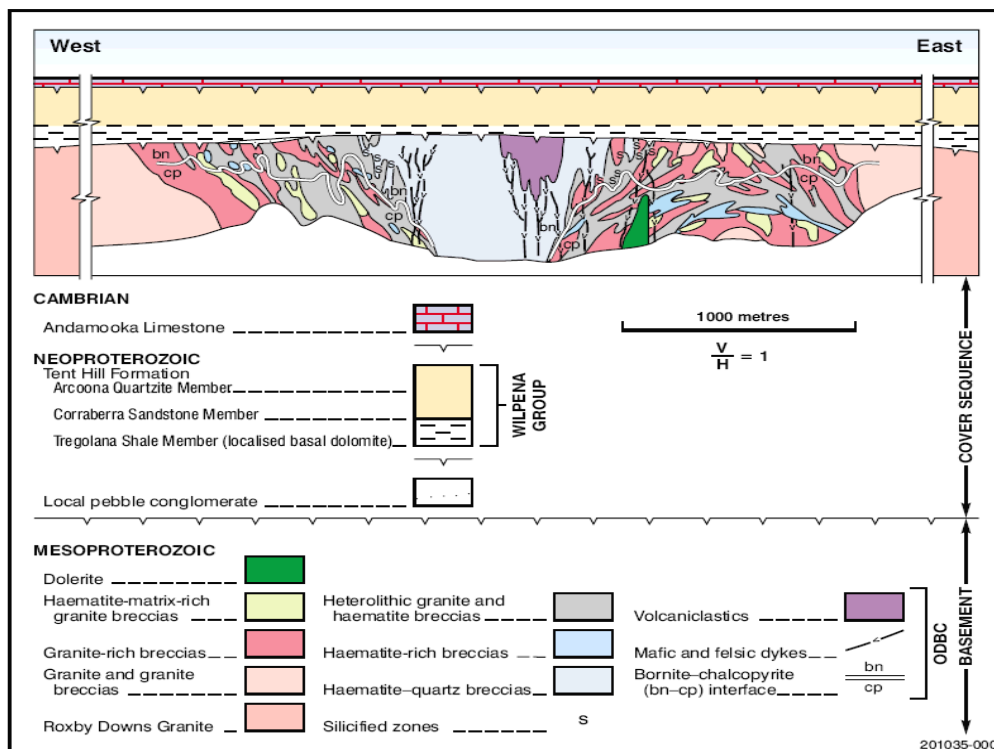 West
East
bn
cp
s
s
s
s
s
bn
cp
s
s
s
s
s
s
bn
cp
bn
cp
CAMBRIAN
Andamooka Limestone
NEOPROTEROZOIC
Tent Hill Formation
Arcoona Quartzite Member
Corraberra Sandstone Member
Tregolana Shale Member (localised basal dolomite)
WILPENA
GROUP
Local pebble conglomerate
1000 metres
V
H = 1
COVER SEQUENCE
MESOPROTEROZOIC
Dolerite
Haematite-matrix-rich
granite breccias
Granite-rich breccias
Granite and granite
breccias
Roxby Downs Granite
Heterolithic granite and
haematite breccias
Haematite-rich breccias
Haematite–quartz breccias
Silicified zones
s
Volcaniclastics
Mafic and felsic dykes
Bornite–chalcopyrite
(bn–cp) interface
bn
cp
ODBC
BASEMENT